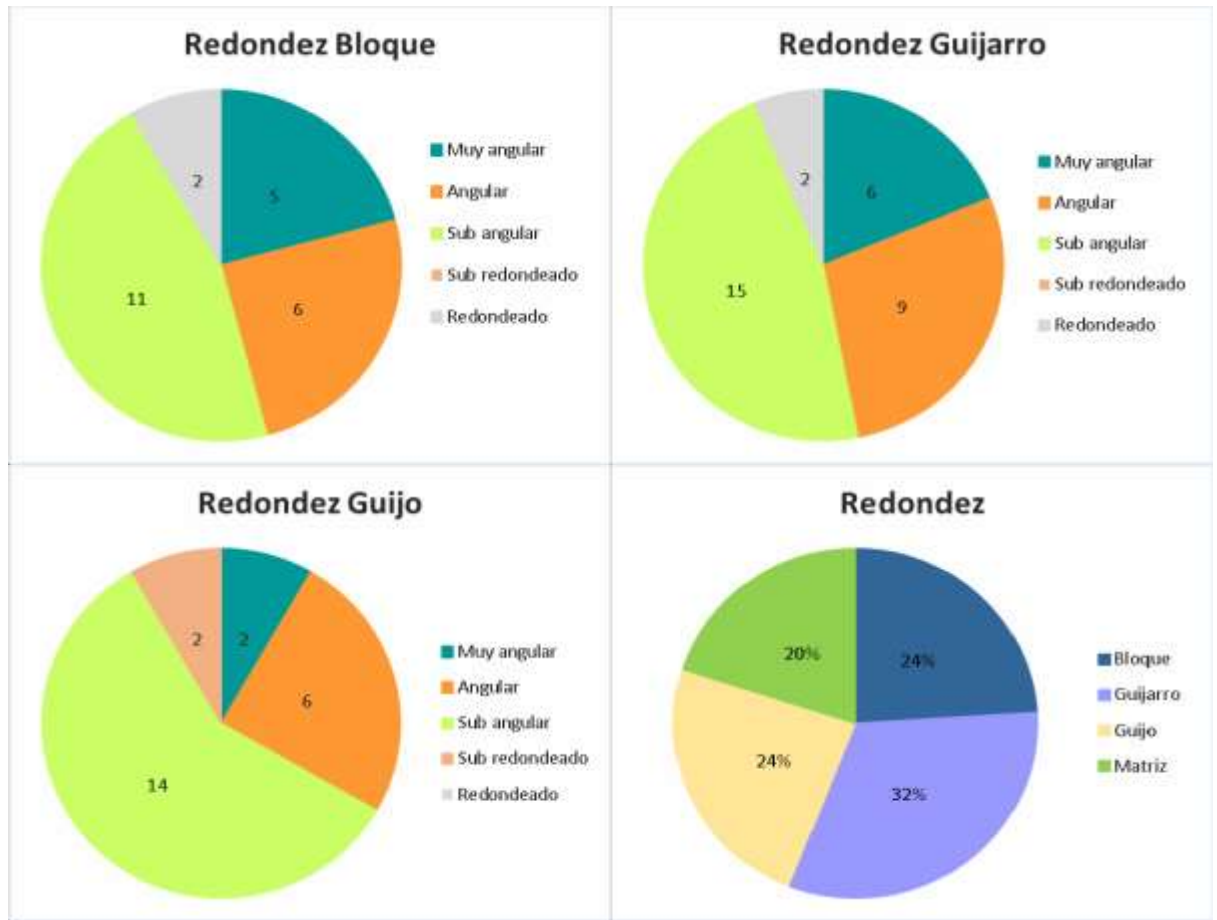 Redondez Bloque
2
5
11
6
Muy angular
Angular
Sub angular
Sub redondeado
Redondeado
Redondez Guijarro
2
6
15
9
Muy angular
Angular
Sub angular
Sub redondeado
Redondeado
Redondez Guijo
2
2
6
14
Muy angular
Angular
Sub angular
Sub redondeado
Redondeado
Redondez
20%
24%
24%
32%
Bloque
Guijarro
Guijo
Matriz